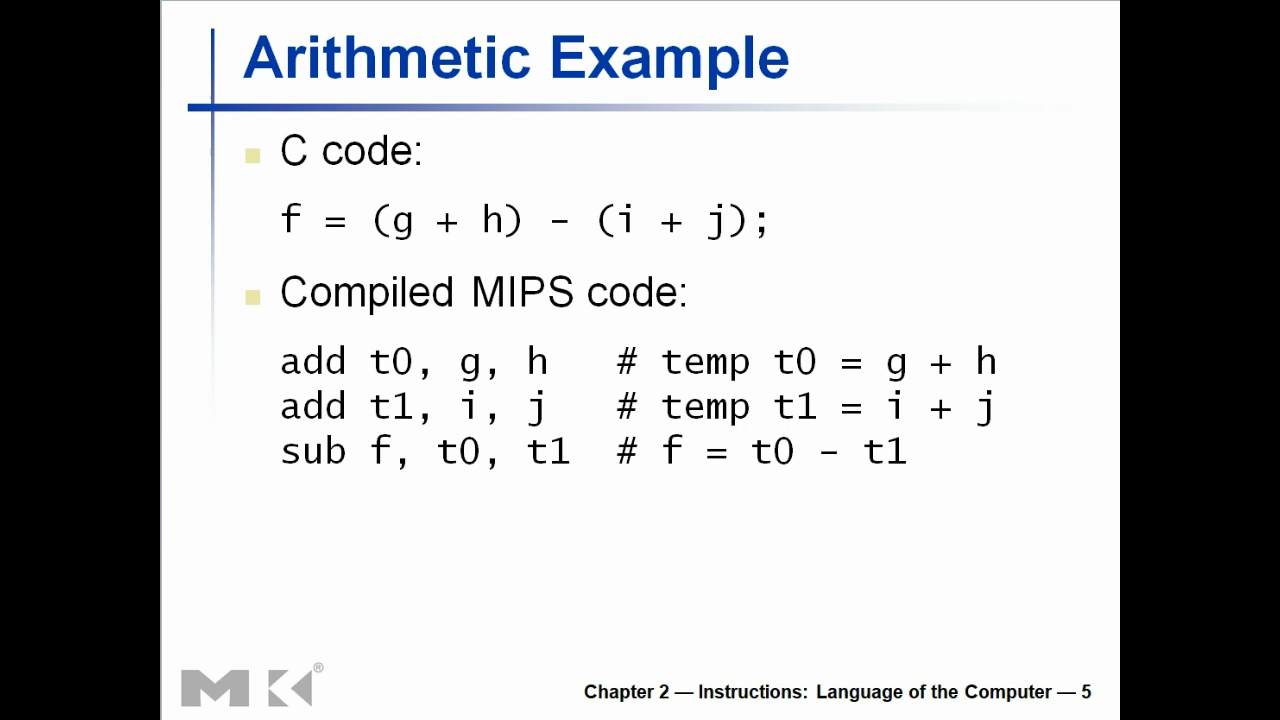 Arithmetic Example
C code:
f = (g + h) - (i + j);
Compiled MIPS code:
add t0, g, h   # temp t0 = g + h
add t1, i, j   # temp t1 = i + j
sub f, t0, t1  # f = t0 - t1
MK®
Chapter 2 — Instructions: Language of the Computer — 5